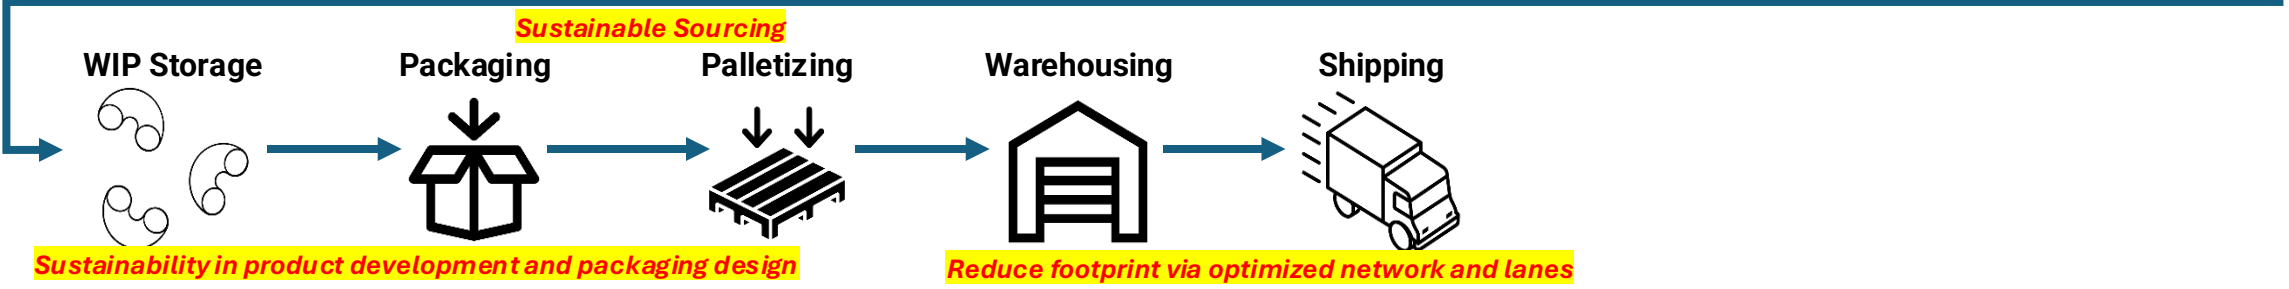 Sustainable Sourcing
WIP Storage
Packaging
Palletizing
Warehousing
Shipping
Sustainability in product development and packaging design
Reduce footprint via optimized network and lanes